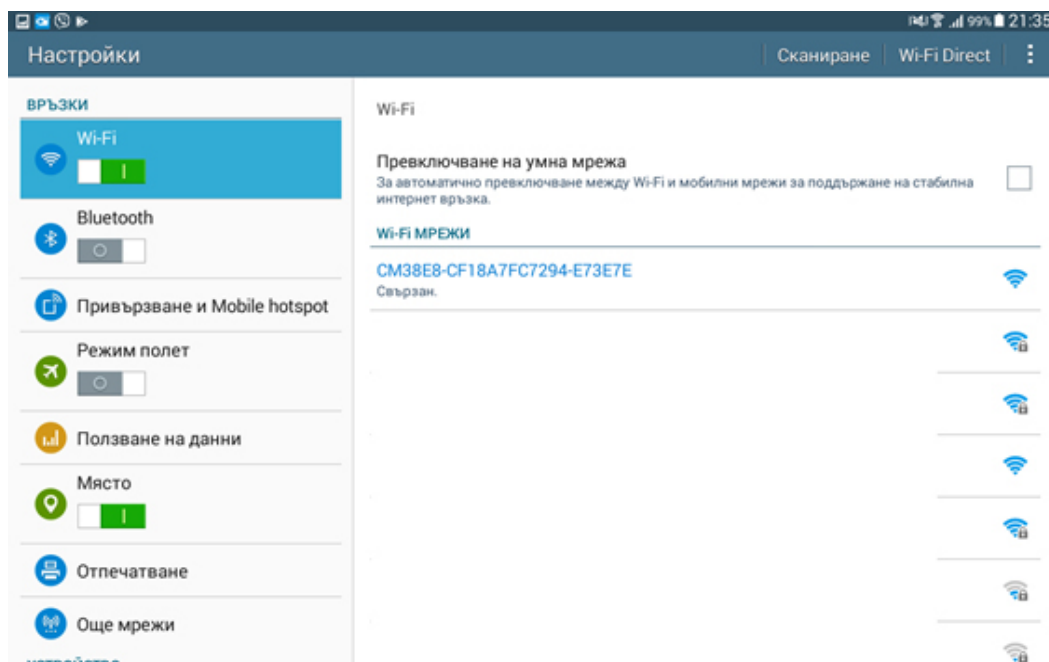 99% 21:35
Настройки
Сканиране
Wi-Fi Direct
ВРЪЗКИ
Wi-Fi
Bluetooth
Привързване и Mobile hotspot
Режим полет
Ползване на данни
Място
Отпечатване
Още мрежи
Wi-Fi
Превключване на умна мрежа
За автоматично превключване между Wi-Fi и мобилни мрежи за поддържане на стабилна
интернет връзка.
Wi-Fi МРЕЖИ
CM38E8-CF18A7FC7294-E73E7E
Свързан.